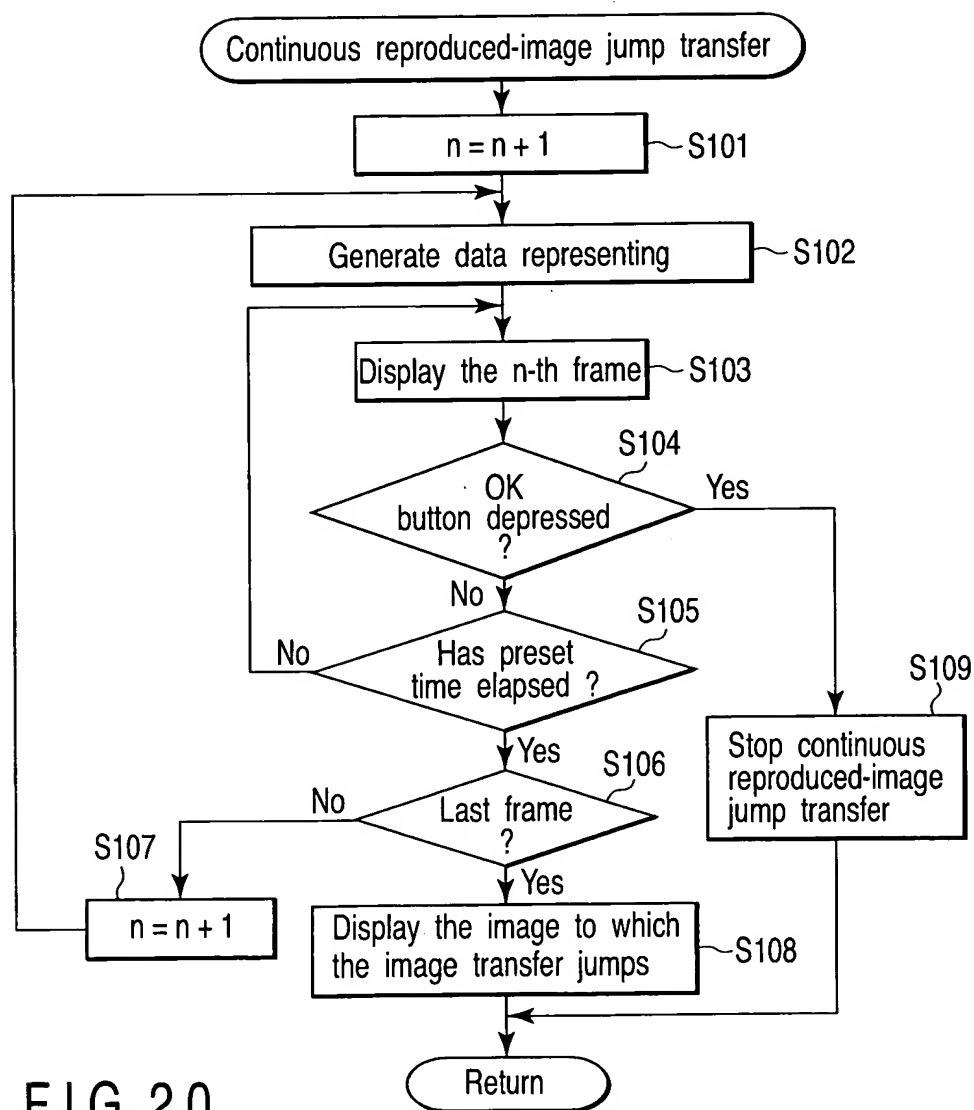 Continuous reproduced-image jump transfer
n = n + 1
S101
Generate data representing
S102
Display the n-th frame
S103
S104
OK
button depressed
?
Yes
No
S105
Has preset
time elapsed ?
No
Yes
S109
Stop continuous
reproduced-image
jump transfer
S106
Last frame
?
No
Yes
S107
n = n + 1
Display the image to which
the image transfer jumps
S108
Return
FIG. 20